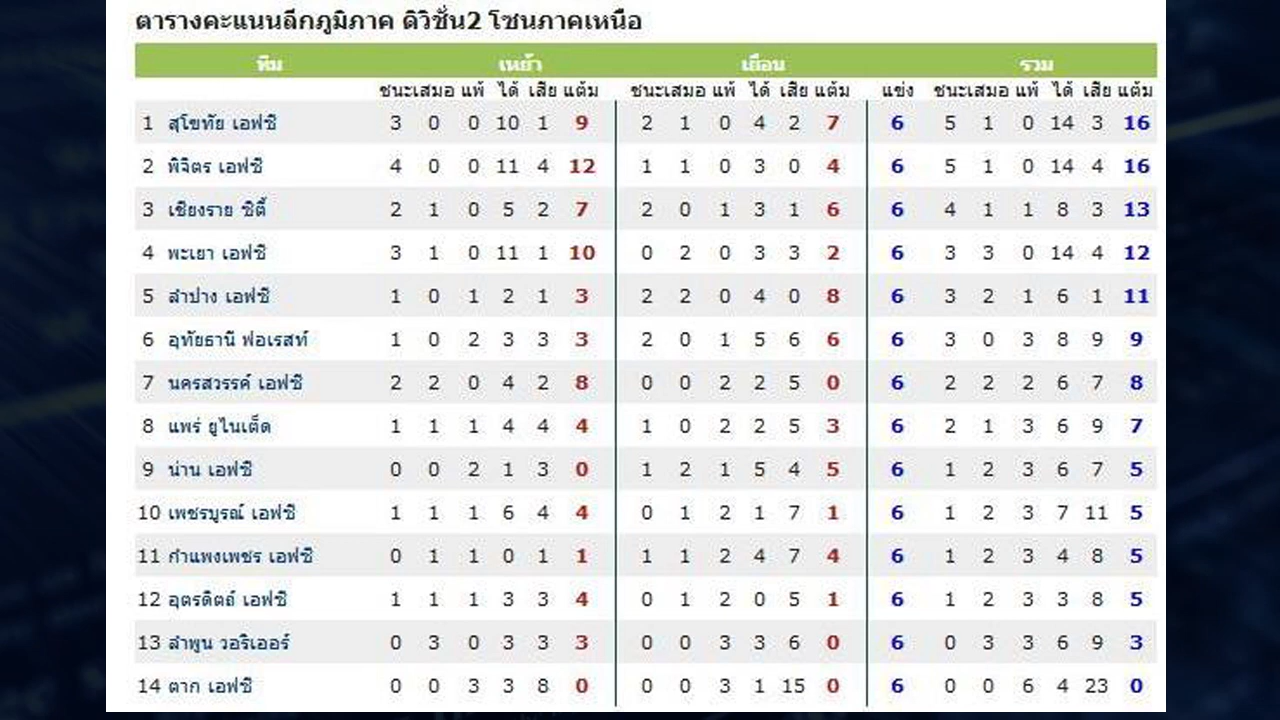 ตารางคะแนนลีกภูมิภาค ดิวิชั่น2 โซนภาคเหนือ
ทีม เหย้า เยือน รวม
ชนะ เสมอ แพ้ ได้ เสีย แต้ม ชนะ เสมอ แพ้ ได้ เสีย แต้ม แข่ง ชนะ เสมอ แพ้ ได้ เสีย แต้ม
1 สุโขทัย เอฟซี 3 0 0 10 1 9 2 1 0 4 2 7 6 5 1 0 14 3 16
2 พิจิตร เอฟซี 4 0 0 11 4 12 1 1 0 3 0 4 6 5 1 0 14 4 16
3 เชียงราย ซิตี้ 2 1 0 5 2 7 2 0 1 3 1 6 6 4 1 1 8 3 13
4 พะเยา เอฟซี 3 1 0 11 1 10 0 2 0 3 3 2 6 3 3 0 14 4 12
5 ลำปาง เอฟซี 1 0 1 2 1 3 2 2 0 4 0 8 6 3 2 1 6 1 11
6 อุทัยธานี ฟอเรสท์ 1 0 2 3 3 3 2 0 1 5 6 6 6 3 0 3 8 9 9
7 นครสวรรค์ เอฟซี 2 2 0 4 2 8 0 0 2 2 5 0 6 2 2 2 6 7 8
8 แพร่ ยูไนเต็ด 1 1 1 4 4 4 1 0 2 2 5 3 6 2 1 3 6 9 7
9 น่าน เอฟซี 0 0 2 1 3 0 1 2 1 5 4 5 6 1 2 3 6 7 5
10 เพชรบูรณ์ เอฟซี 1 1 1 6 4 4 0 1 2 1 7 1 6 1 2 3 7 11 5
11 กำแพงเพชร เอฟซี 0 1 1 0 1 1 1 1 2 4 7 4 6 1 2 3 4 8 5
12 อุตรดิตถ์ เอฟซี 1 1 1 3 3 4 0 1 2 0 5 1 6 1 2 3 3 8 5
13 ลำพูน วอริเออร์ 0 3 0 3 3 3 0 0 3 3 6 0 6 0 3 3 6 9 3
14 ตาก เอฟซี 0 0 3 3 8 0 0 0 3 1 15 0 6 0 0 6 4 23 0